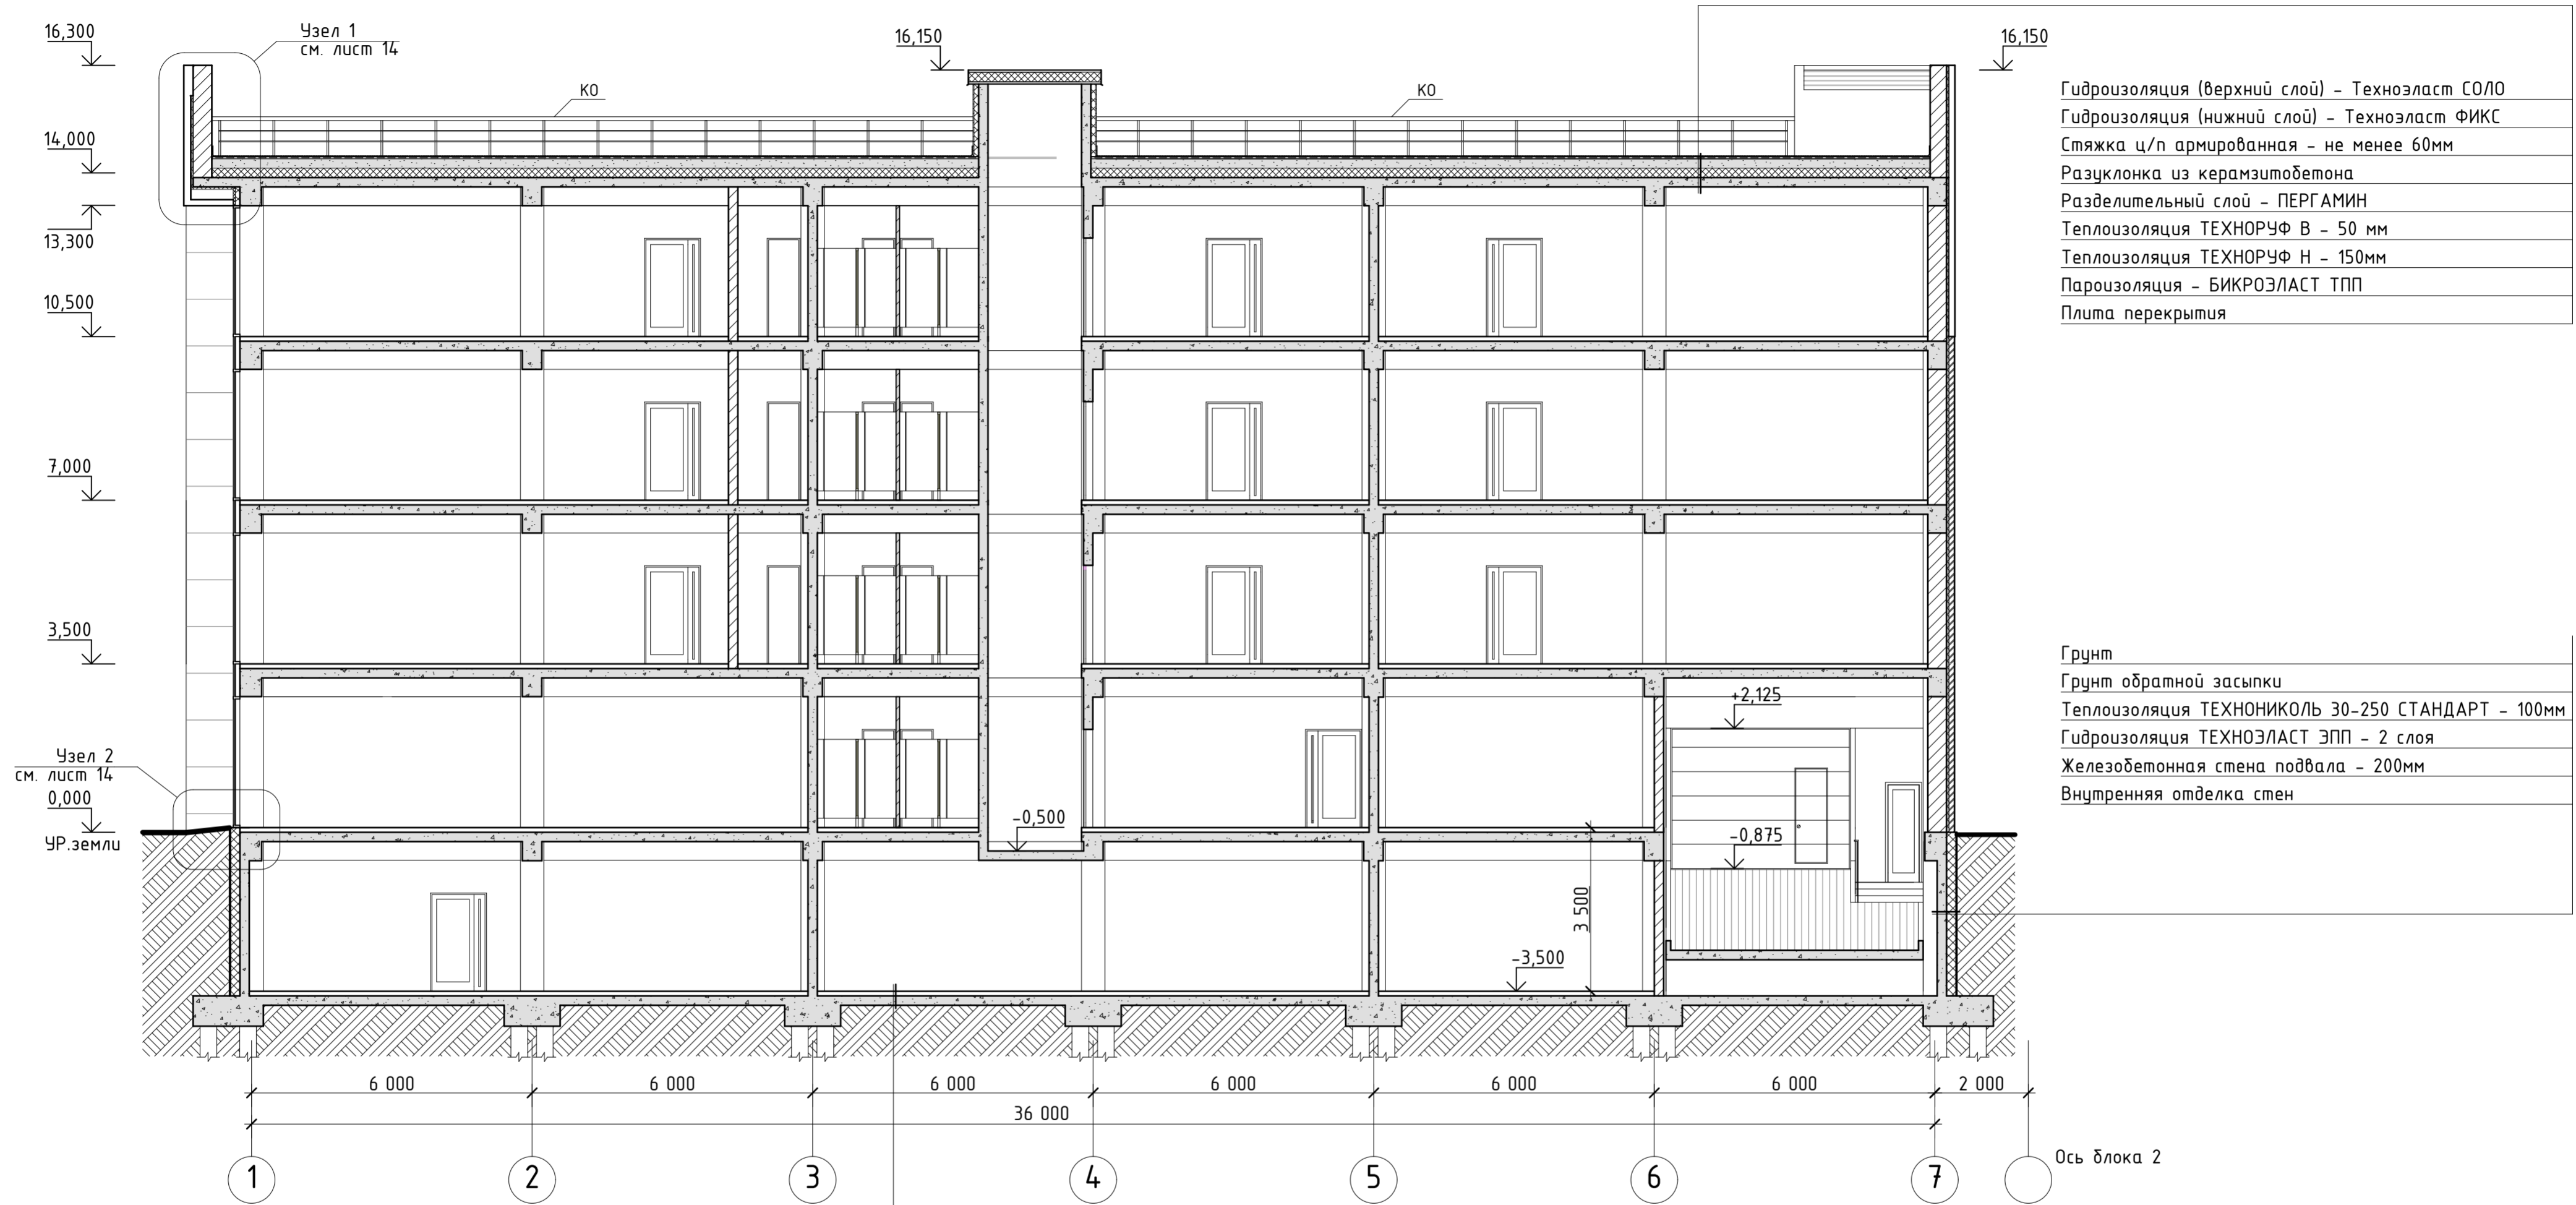 16,300
Узел 1
см. лист 14
16,150
16,150
КО
КО
14,000
13,300
10,500
7,000
3,500
Узел 2
см. лист 14
0,000
УР.земли
Гидроизоляция (верхний слой) - Техноэласт СОЛО
Гидроизоляция (нижний слой) - Техноэласт ФИКС
Стяжка ц/п армированная - не менее 60мм
Разуклонка из керамзитобетона
Разделительный слой - ПЕРГАМИН
Теплоизоляция ТЕХНОРУФ В - 50 мм
Теплоизоляция ТЕХНОРУФ Н - 150мм
Пароизоляция - БИКРОЭЛАСТ ТПП
Плита перекрытия
Грунт
Грунт обратной засыпки
Теплоизоляция ТЕХНОНИКОЛЬ 30-250 СТАНДАРТ - 100мм
Гидроизоляция ТЕХНОЭЛАСТ ЭПП - 2 слоя
Железобетонная стена подвала - 200мм
Внутренняя отделка стен
+2,125
-0,500
-0,875
3 500
-3,500
6 000
6 000
6 000
6 000
6 000
6 000
2 000
36 000
1
2
3
4
5
6
7
Ось блока 2